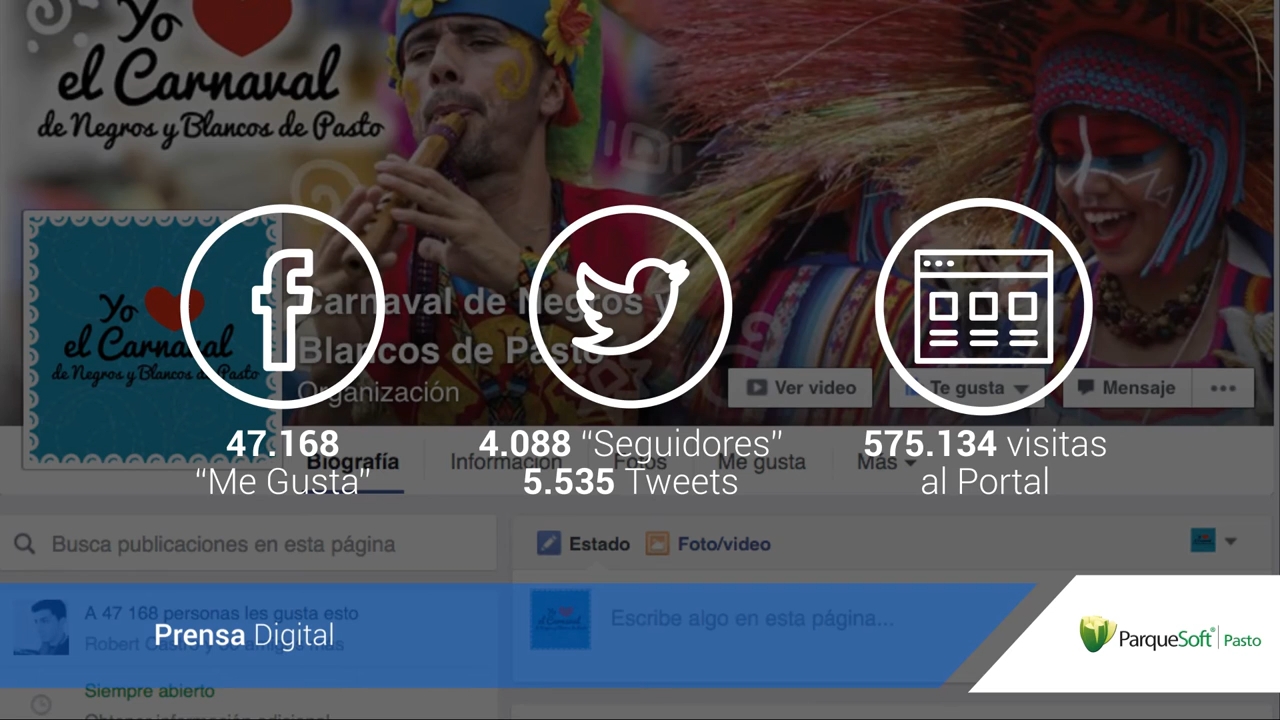 Yo
el Carnaval
de Negros y Blancos de Pasto
Yo
el Carnaval
de Negros y Blancos de Pasto
Carnaval de Negros y
Blancos de Pasto
Organización
Ver video
Te gusta
Mensaje
•••
47.168
“Me Gusta”
4.088 “Seguidores”
5.535 Tweets
575.134 visitas
al Portal
Biografía
Información
Fotos
Me gusta
Más
Busca publicaciones en esta página
Estado
Foto/video
A 47 168 personas les gusta esto
Escribe algo en esta página...
Prensa Digital
Siempre abierto
Obtener información adicional
ParqueSoft® | Pasto